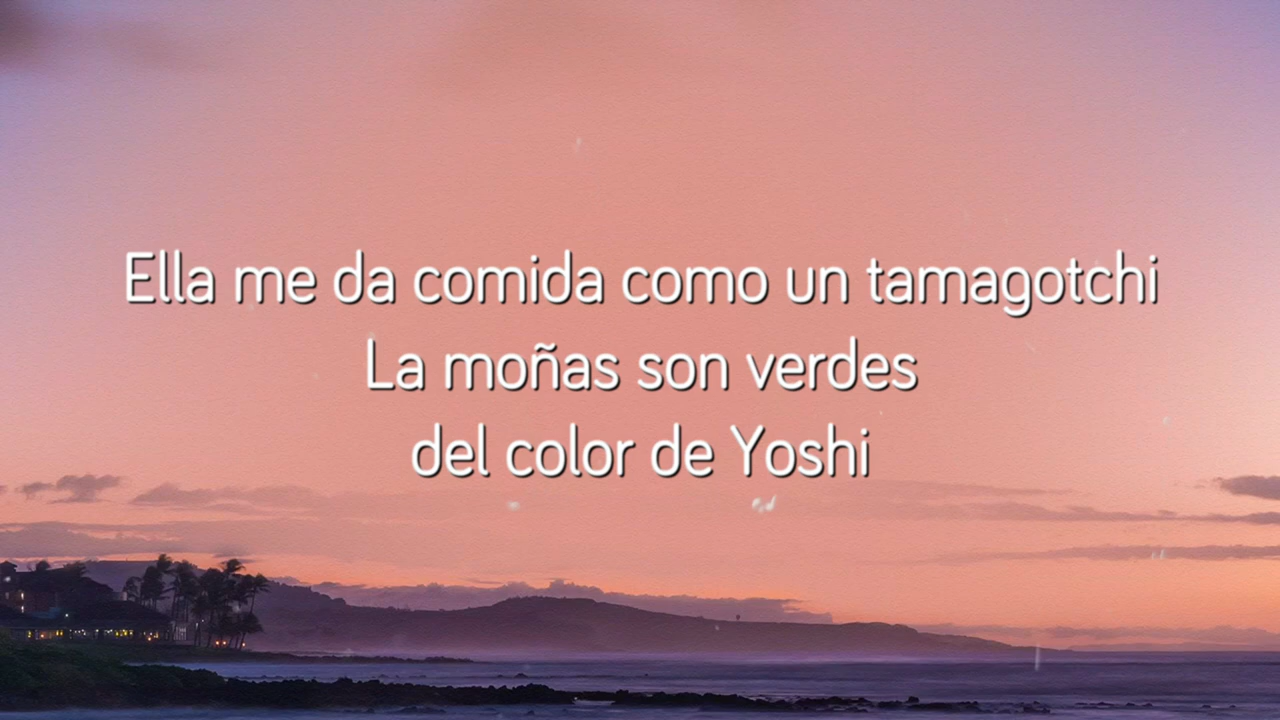 Ella me da comida como un tamagotchi
La moñas son verdes
del color de Yoshi